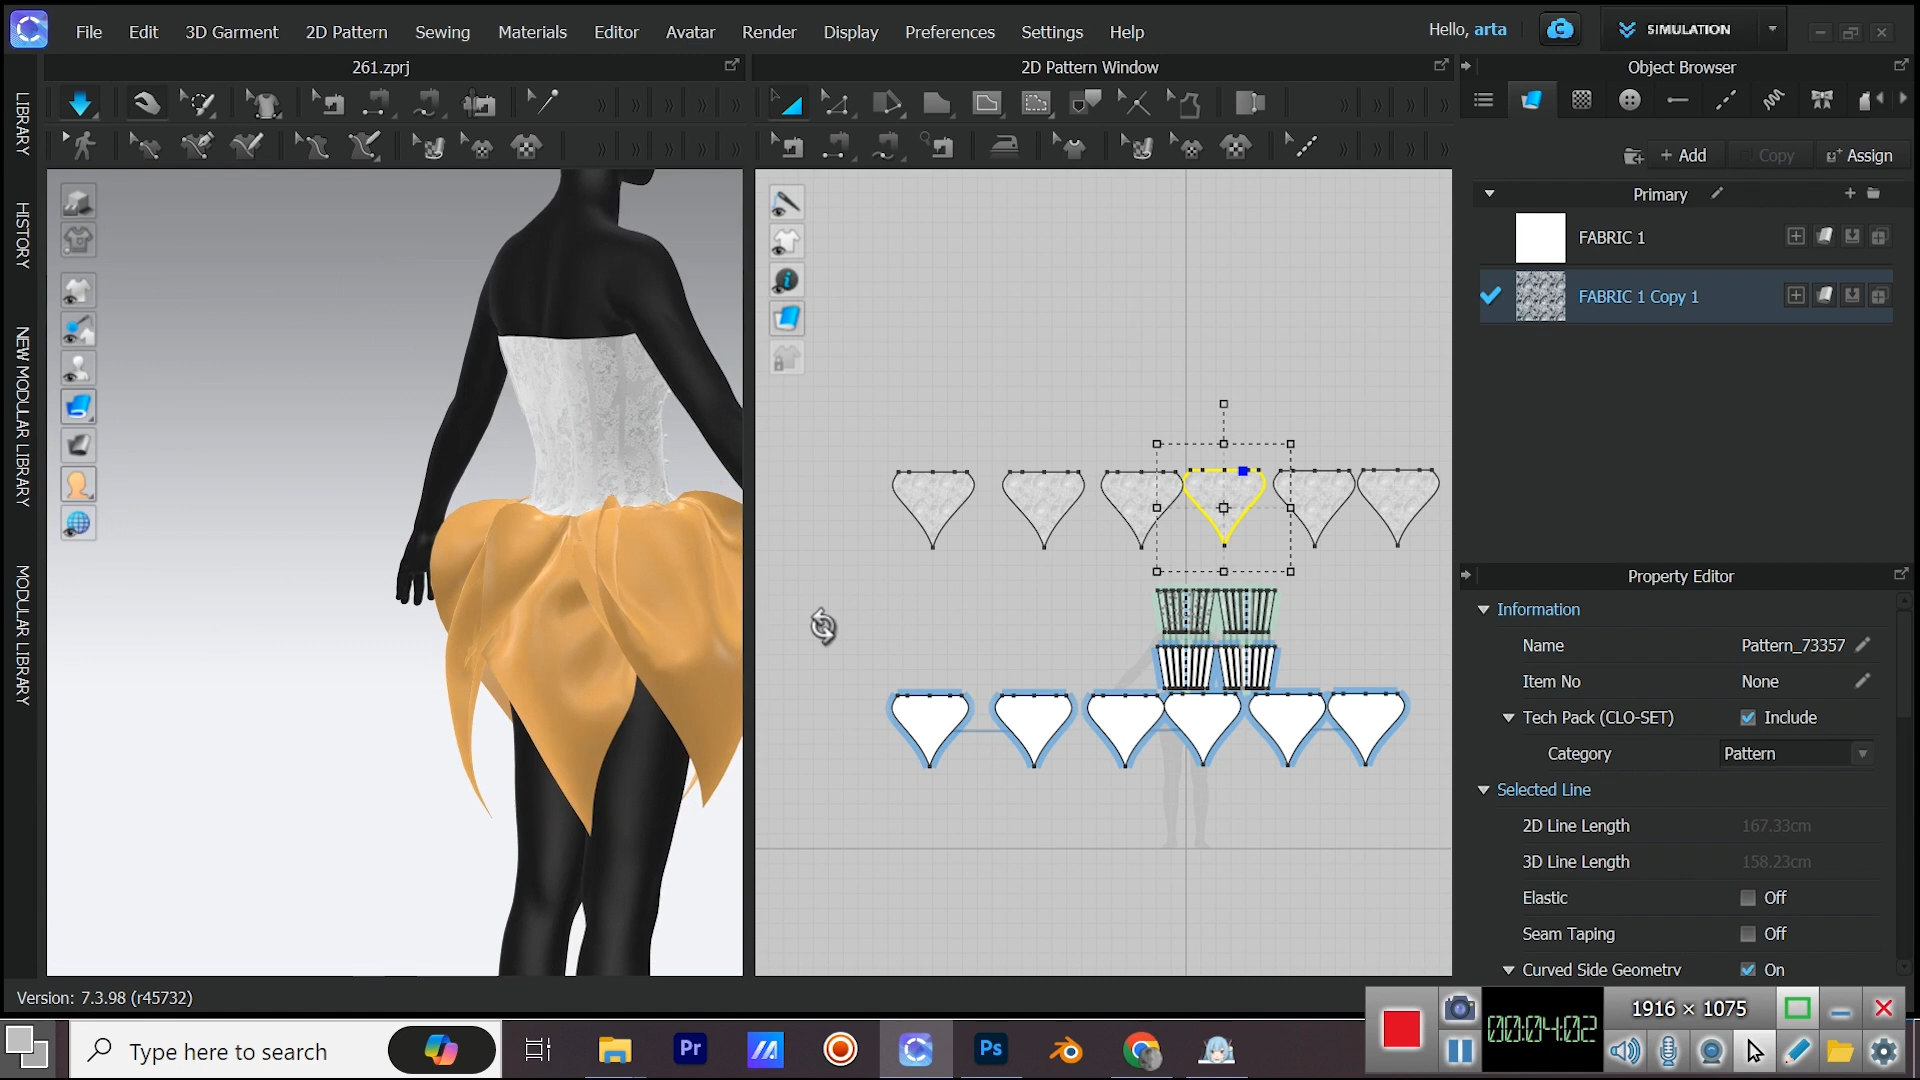 File Edit 3D Garment 2D Pattern Sewing Materials Editor Avatar Render Display Preferences Settings Help
Hello, arta
SIMULATION
261.zprj
2D Pattern Window
Object Browser
LIBRARY
HISTORY
NEW MODULAR LIBRARY
MODULAR LIBRARY
+ Add
Copy
Assign
Primary
FABRIC 1
FABRIC 1 Copy 1
Property Editor
Information
Name Pattern_73357
Item No None
Tech Pack (CLO-SET) Include
Category Pattern
Selected Line
2D Line Length 167.33cm
3D Line Length 158.23cm
Elastic Off
Seam Taping Off
Curved Side Geometry On
Version: 7.3.98 (r45732)
1916 × 1075
00:04:02
Type here to search
Pr
Ps